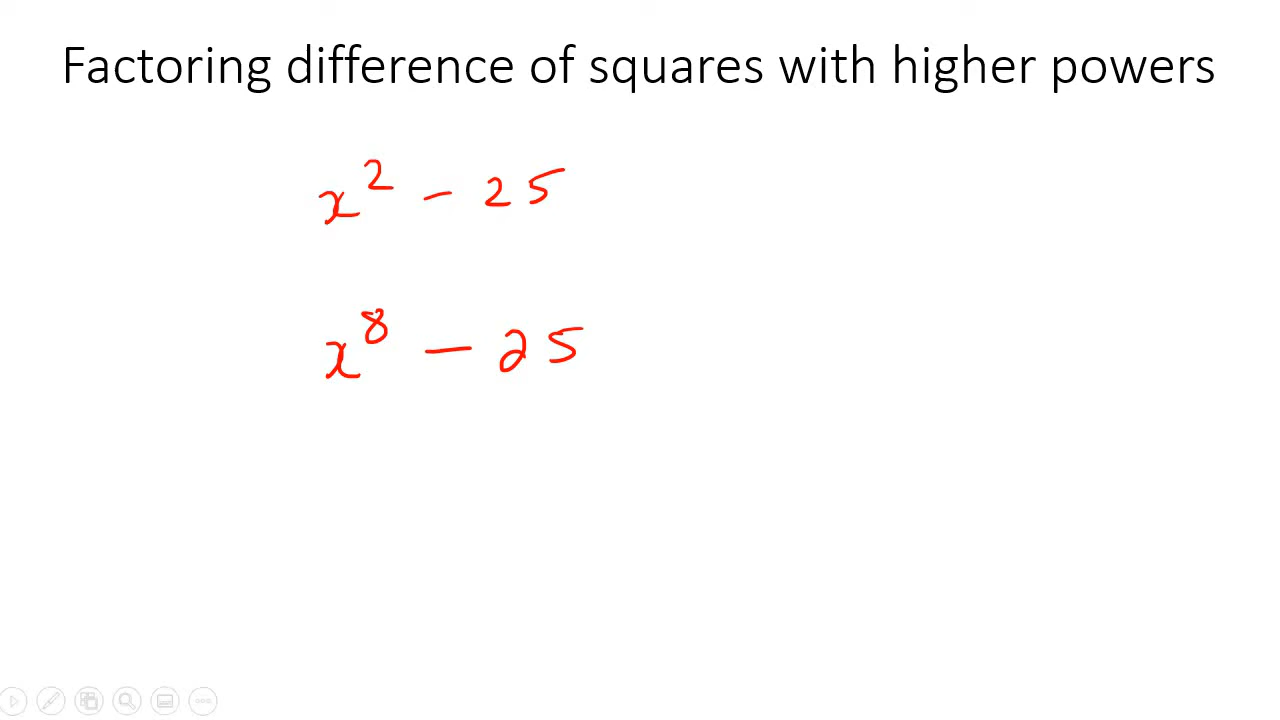 Factoring difference of squares with higher powers
x² – 25
x⁸ – 25